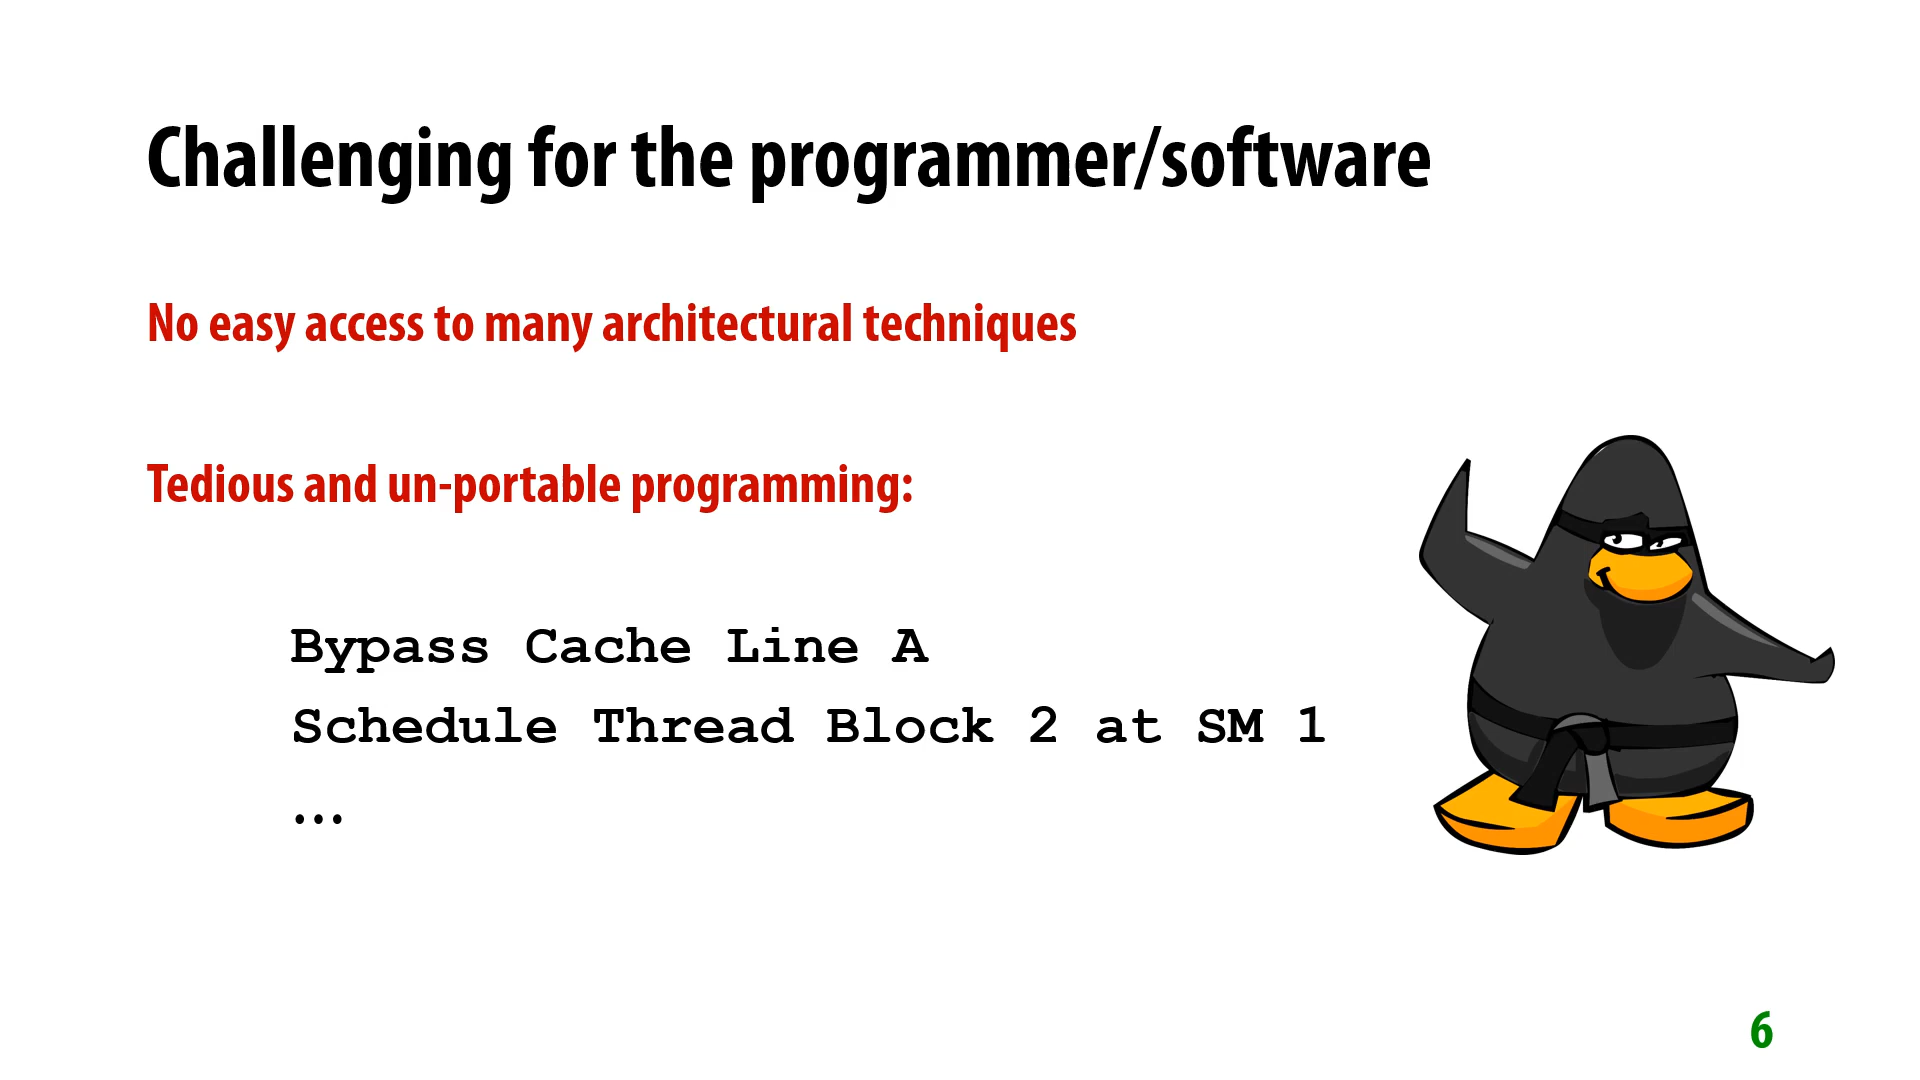 Challenging for the programmer/software
No easy access to many architectural techniques
Tedious and un-portable programming:
Bypass Cache Line A
Schedule Thread Block 2 at SM 1
...
6